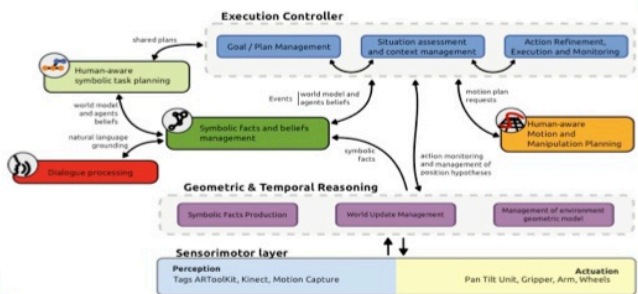 Execution Controller
shared plans
Goal / Plan Management
Situation assessment
and context management
Action Refinement,
Execution and Monitoring
Human-aware
symbolic task planning
Events
world model and
agents beliefs
motion plan
requests
world model
and agents
beliefs
Symbolic facts and beliefs
management
Human-aware
Motion and
Manipulation Planning
natural language
grounding
symbolic
facts
action monitoring
and management of
position hypotheses
Dialogue processing
Geometric & Temporal Reasoning
Symbolic Facts Production
World Update Management
Management of environment
geometric model
Sensorimotor layer
Perception
Tags ARToolKit, Kinect, Motion Capture
Actuation
Pan Tilt Unit, Gripper, Arm, Wheels